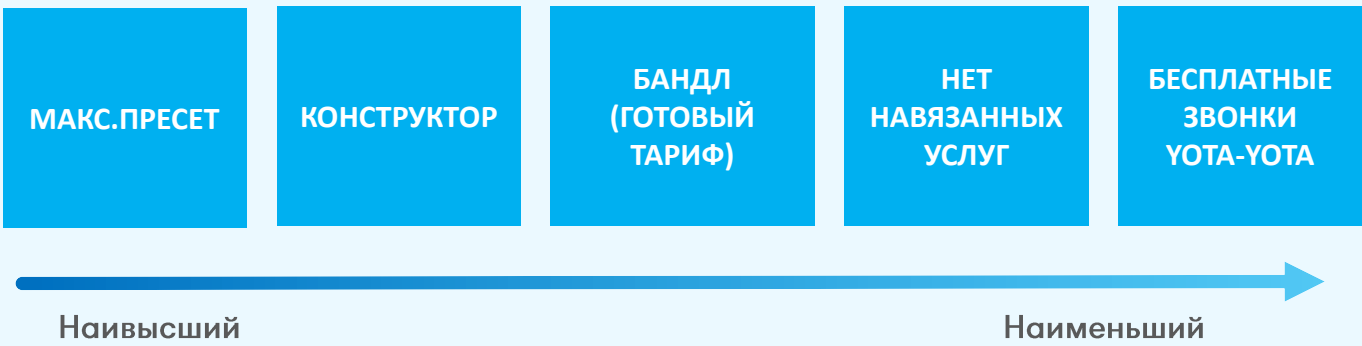 МАКС.ПРЕСЕТ
КОНСТРУКТОР
БАНДЛ
(ГОТОВЫЙ
ТАРИФ)
НЕТ
НАВЯЗАННЫХ
УСЛУГ
БЕСПЛАТНЫЕ
ЗВОНКИ
YOTA-YOTA
Наивысший
Наименьший